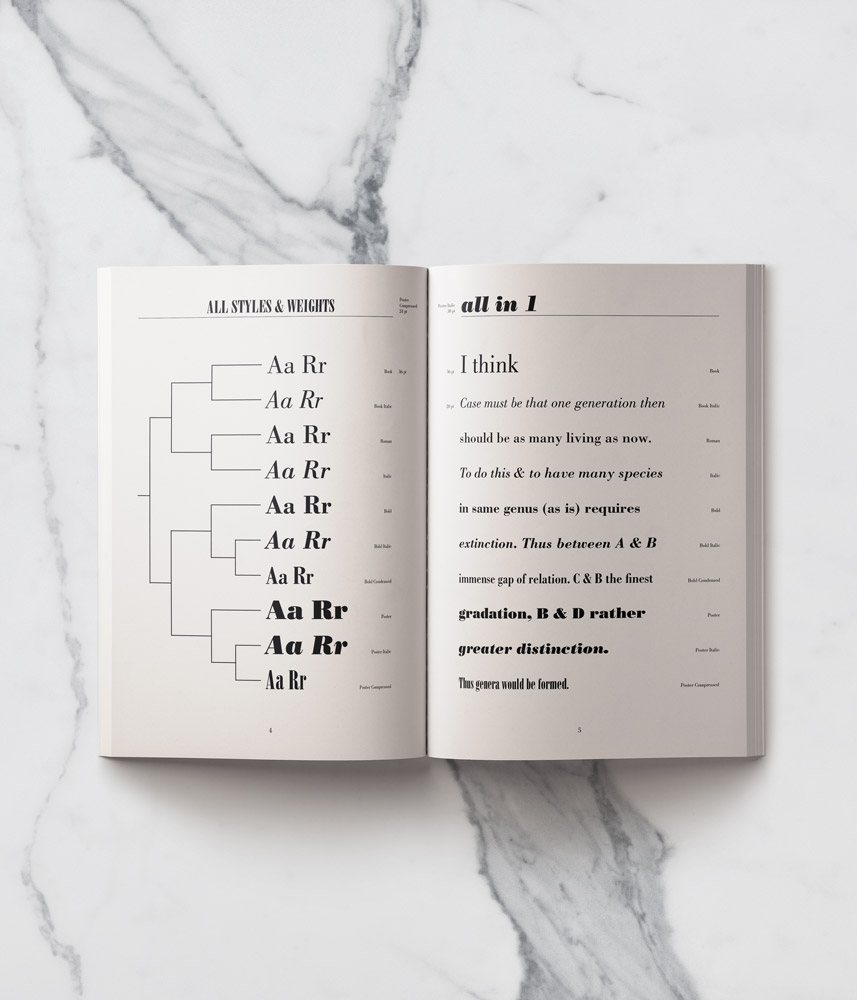 ALL STYLES & WEIGHTS
Poster
Compressed
24 pt
Aa Rr
Book
36 pt
Aa Rr
Book Italic
Aa Rr
Roman
Aa Rr
Italic
Aa Rr
Bold
Aa Rr
Bold Italic
Aa Rr
Bold Condensed
Aa Rr
Poster
Aa Rr
Poster Italic
Aa Rr
Poster Compressed
4
Poster Italic
30 pt
all in 1
36 pt
I think
Book
20 pt
Case must be that one generation then
Book Italic
should be as many living as now.
Roman
To do this & to have many species
Italic
in same genus (as is) requires
Bold
extinction. Thus between A & B
Bold Italic
immense gap of relation. C & B the finest
Bold Condensed
gradation, B & D rather
Poster
greater distinction.
Poster Italic
Thus genera would be formed.
Poster Compressed
5